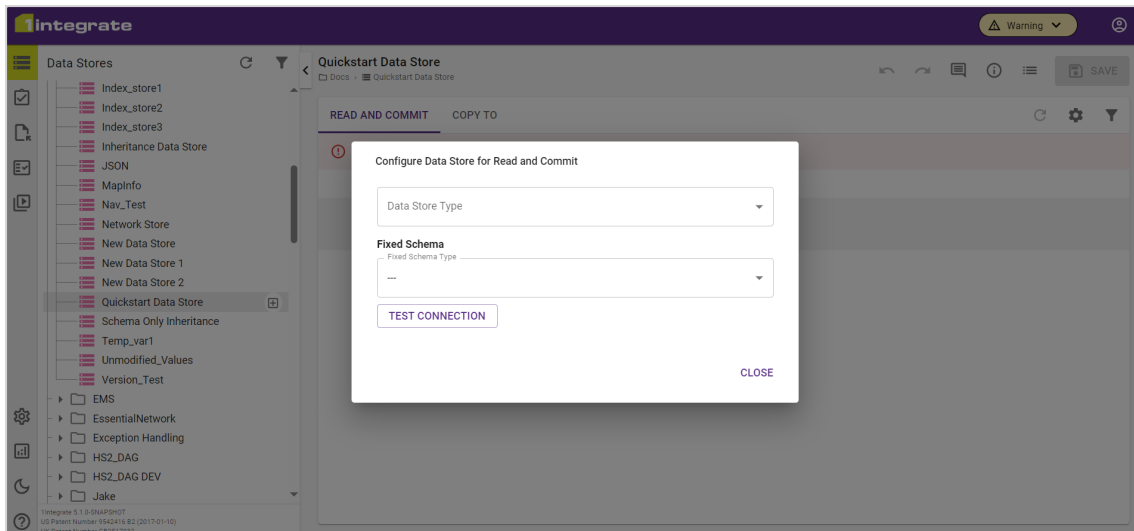 1integrate
Warning
Data Stores
Index_store1
Index_store2
Index_store3
Inheritance Data Store
JSON
MapInfo
Nav_Test
Network Store
New Data Store
New Data Store 1
New Data Store 2
Quickstart Data Store
Schema Only Inheritance
Temp_var1
Unmodified_Values
Version_Test
EMS
EssentialNetwork
Exception Handling
HS2_DAG
HS2_DAG DEV
Jake
1Integrate 5.1.0-SNAPSHOT
US Patent Number 9542416 B2 (2017-01-10)
Quickstart Data Store
Docs › Quickstart Data Store
SAVE
READ AND COMMIT COPY TO
Configure Data Store for Read and Commit
Data Store Type
Fixed Schema
Fixed Schema Type
---
TEST CONNECTION
CLOSE